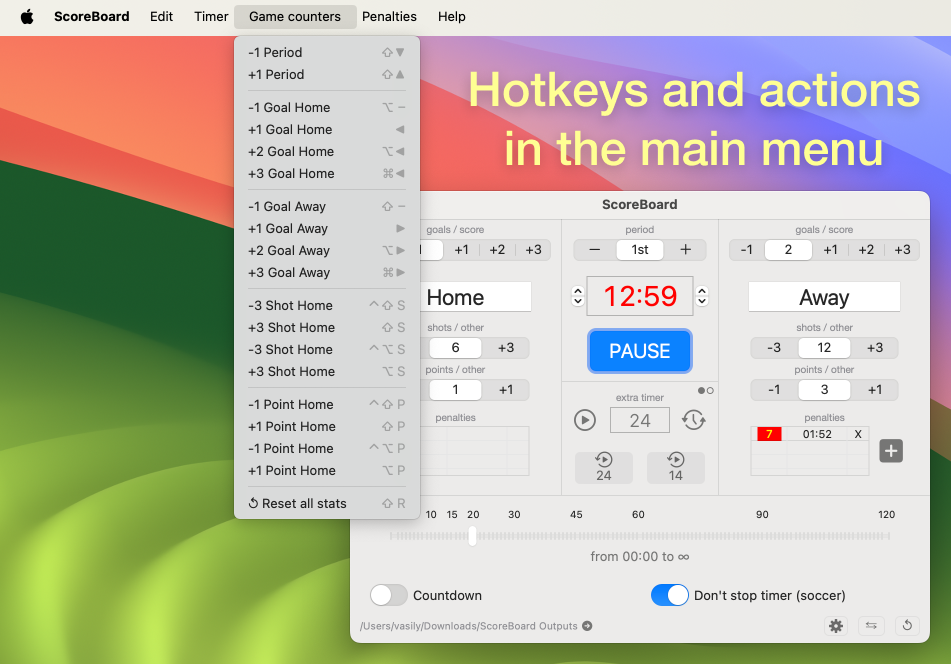 ScoreBoard Edit Timer Game counters Penalties Help
-1 Period ⇧▼
+1 Period ⇧▲
-1 Goal Home ⌥ −
+1 Goal Home ◀
+2 Goal Home ⌥◀
+3 Goal Home ⌘◀
-1 Goal Away ⇧ −
+1 Goal Away ▶
+2 Goal Away ⌥▶
+3 Goal Away ⌘▶
-3 Shot Home ^⇧ S
+3 Shot Home ⇧ S
-3 Shot Home ^⌥ S
+3 Shot Home ⌥ S
-1 Point Home ^⇧ P
+1 Point Home ⇧ P
-1 Point Home ^⌥ P
+1 Point Home ⌥ P
Reset all stats ⇧ R
Hotkeys and actions
in the main menu
ScoreBoard
goals / score period goals / score
+1 +2 +3 − 1st + -1 2 +1 +2 +3
Home 12:59 Away
shots / other shots / other
6 +3 PAUSE -3 12 +3
points / other points / other
1 +1 -1 3 +1
extra timer
penalties 24 penalties
7 01:52 X
+
24 14
10 15 20 30 45 60 90 120
from 00:00 to ∞
Countdown Don't stop timer (soccer)
/Users/vasily/Downloads/ScoreBoard Outputs